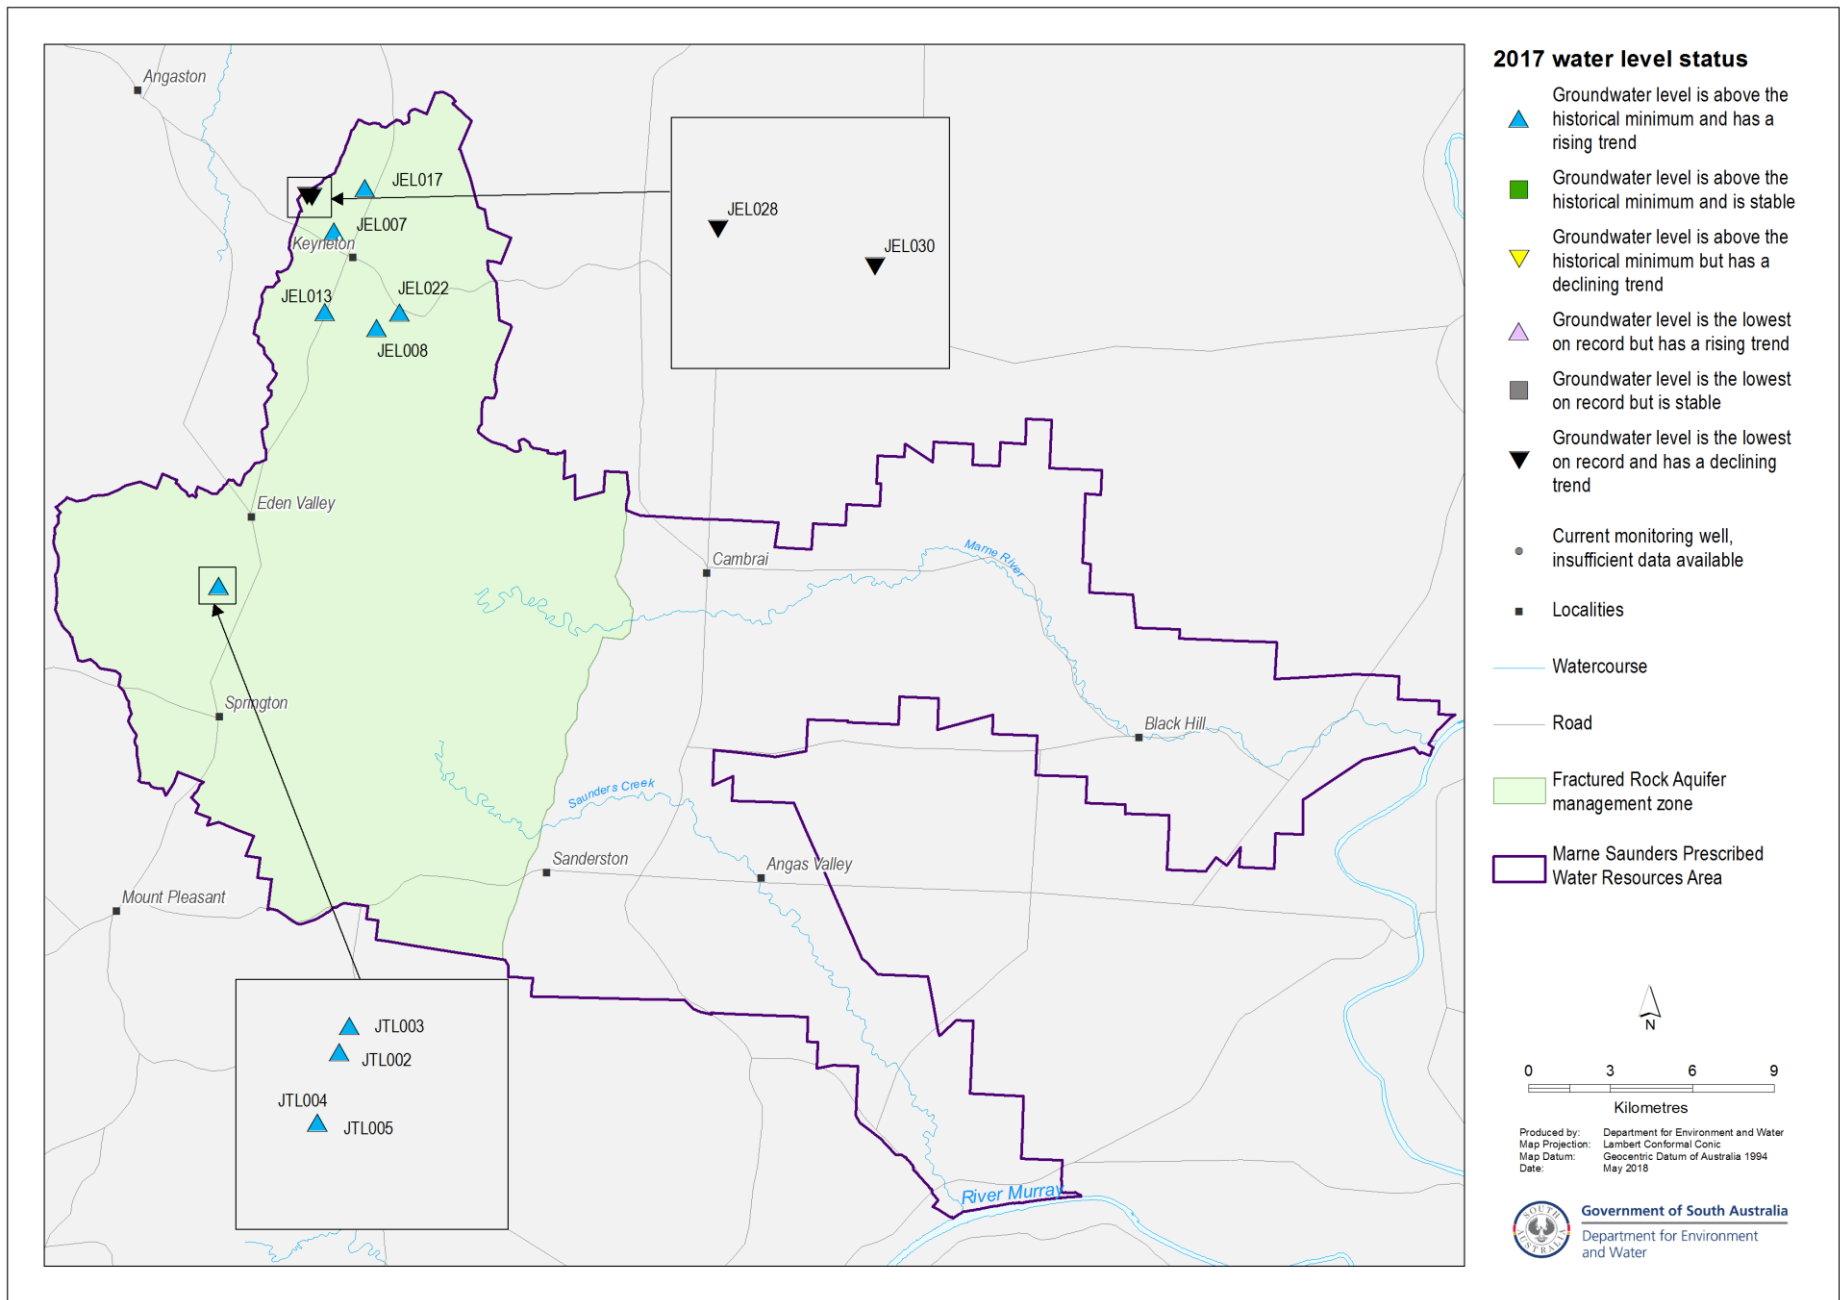 Angaston
JEL017
JEL007
Keyneton
JEL013
JEL022
JEL008
JEL028
JEL030
Eden Valley
Cambrai
Marne River
Springton
Black Hill
Saunders Creek
Sanderston
Angas Valley
Mount Pleasant
JTL003
JTL002
JTL004
JTL005
River Murray
2017 water level status
Groundwater level is above the
historical minimum and has a
rising trend
Groundwater level is above the
historical minimum and is stable
Groundwater level is above the
historical minimum but has a
declining trend
Groundwater level is the lowest
on record but has a rising trend
Groundwater level is the lowest
on record but is stable
Groundwater level is the lowest
on record and has a declining
trend
Current monitoring well,
insufficient data available
Localities
Watercourse
Road
Fractured Rock Aquifer
management zone
Marne Saunders Prescribed
Water Resources Area
N
0 3 6 9
Kilometres
Produced by: Department for Environment and Water
Map Projection: Lambert Conformal Conic
Map Datum: Geocentric Datum of Australia 1994
Date: May 2018
SOUTH AUSTRALIA
Government of South Australia
Department for Environment
and Water